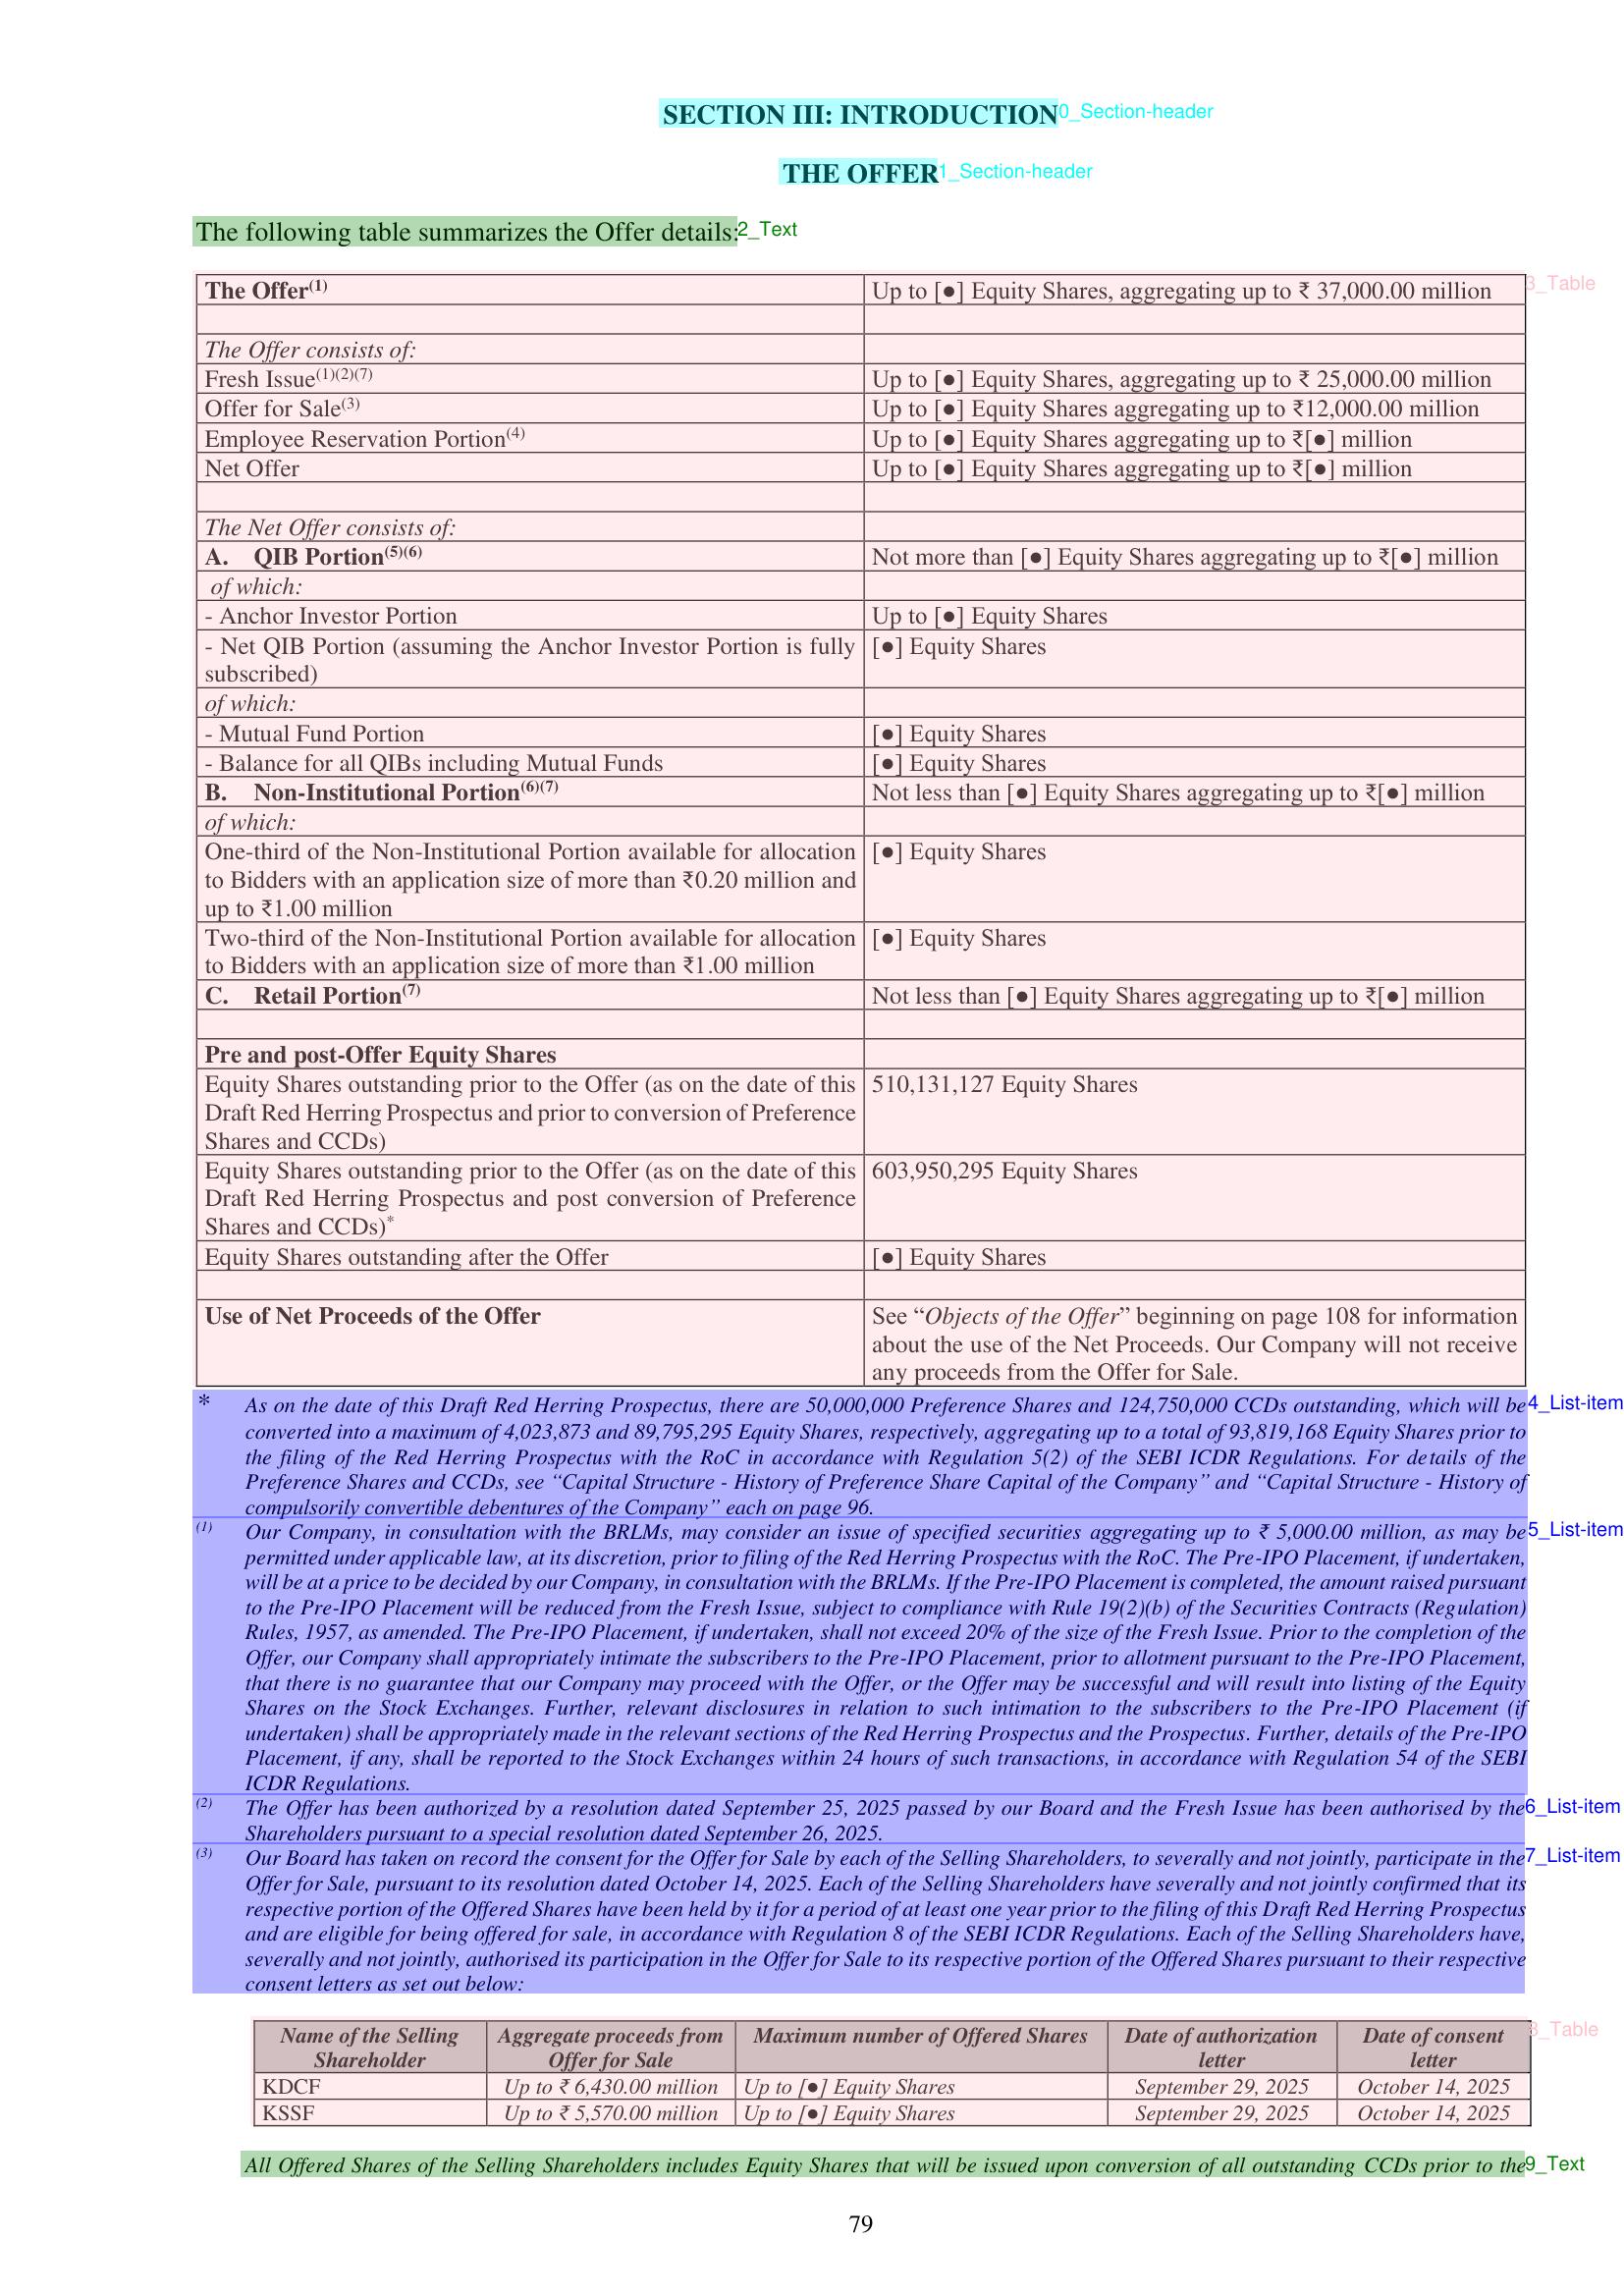 SECTION III: INTRODUCTION0_Section-header
THE OFFER1_Section-header
The following table summarizes the Offer details:2_Text
3_Table
The Offer(1) Up to [●] Equity Shares, aggregating up to ₹ 37,000.00 million
The Offer consists of:
Fresh Issue(1)(2)(7) Up to [●] Equity Shares, aggregating up to ₹ 25,000.00 million
Offer for Sale(3) Up to [●] Equity Shares aggregating up to ₹12,000.00 million
Employee Reservation Portion(4) Up to [●] Equity Shares aggregating up to ₹[●] million
Net Offer Up to [●] Equity Shares aggregating up to ₹[●] million
The Net Offer consists of:
A. QIB Portion(5)(6) Not more than [●] Equity Shares aggregating up to ₹[●] million
of which:
- Anchor Investor Portion Up to [●] Equity Shares
- Net QIB Portion (assuming the Anchor Investor Portion is fully [●] Equity Shares
subscribed)
of which:
- Mutual Fund Portion [●] Equity Shares
- Balance for all QIBs including Mutual Funds [●] Equity Shares
B. Non-Institutional Portion(6)(7) Not less than [●] Equity Shares aggregating up to ₹[●] million
of which:
One-third of the Non-Institutional Portion available for allocation [●] Equity Shares
to Bidders with an application size of more than ₹0.20 million and
up to ₹1.00 million
Two-third of the Non-Institutional Portion available for allocation [●] Equity Shares
to Bidders with an application size of more than ₹1.00 million
C. Retail Portion(7) Not less than [●] Equity Shares aggregating up to ₹[●] million
Pre and post-Offer Equity Shares
Equity Shares outstanding prior to the Offer (as on the date of this 510,131,127 Equity Shares
Draft Red Herring Prospectus and prior to conversion of Preference
Shares and CCDs)
Equity Shares outstanding prior to the Offer (as on the date of this 603,950,295 Equity Shares
Draft Red Herring Prospectus and post conversion of Preference
Shares and CCDs)*
Equity Shares outstanding after the Offer [●] Equity Shares
Use of Net Proceeds of the Offer See “Objects of the Offer” beginning on page 108 for information
about the use of the Net Proceeds. Our Company will not receive
any proceeds from the Offer for Sale.
* As on the date of this Draft Red Herring Prospectus, there are 50,000,000 Preference Shares and 124,750,000 CCDs outstanding, which will be4_List-item
converted into a maximum of 4,023,873 and 89,795,295 Equity Shares, respectively, aggregating up to a total of 93,819,168 Equity Shares prior to
the filing of the Red Herring Prospectus with the RoC in accordance with Regulation 5(2) of the SEBI ICDR Regulations. For details of the
Preference Shares and CCDs, see “Capital Structure - History of Preference Share Capital of the Company” and “Capital Structure - History of
compulsorily convertible debentures of the Company” each on page 96.
(1) Our Company, in consultation with the BRLMs, may consider an issue of specified securities aggregating up to ₹ 5,000.00 million, as may be5_List-item
permitted under applicable law, at its discretion, prior to filing of the Red Herring Prospectus with the RoC. The Pre-IPO Placement, if undertaken,
will be at a price to be decided by our Company, in consultation with the BRLMs. If the Pre-IPO Placement is completed, the amount raised pursuant
to the Pre-IPO Placement will be reduced from the Fresh Issue, subject to compliance with Rule 19(2)(b) of the Securities Contracts (Regulation)
Rules, 1957, as amended. The Pre-IPO Placement, if undertaken, shall not exceed 20% of the size of the Fresh Issue. Prior to the completion of the
Offer, our Company shall appropriately intimate the subscribers to the Pre-IPO Placement, prior to allotment pursuant to the Pre-IPO Placement,
that there is no guarantee that our Company may proceed with the Offer, or the Offer may be successful and will result into listing of the Equity
Shares on the Stock Exchanges. Further, relevant disclosures in relation to such intimation to the subscribers to the Pre-IPO Placement (if
undertaken) shall be appropriately made in the relevant sections of the Red Herring Prospectus and the Prospectus. Further, details of the Pre-IPO
Placement, if any, shall be reported to the Stock Exchanges within 24 hours of such transactions, in accordance with Regulation 54 of the SEBI
ICDR Regulations.
(2) The Offer has been authorized by a resolution dated September 25, 2025 passed by our Board and the Fresh Issue has been authorised by the6_List-item
Shareholders pursuant to a special resolution dated September 26, 2025.
(3) Our Board has taken on record the consent for the Offer for Sale by each of the Selling Shareholders, to severally and not jointly, participate in the7_List-item
Offer for Sale, pursuant to its resolution dated October 14, 2025. Each of the Selling Shareholders have severally and not jointly confirmed that its
respective portion of the Offered Shares have been held by it for a period of at least one year prior to the filing of this Draft Red Herring Prospectus
and are eligible for being offered for sale, in accordance with Regulation 8 of the SEBI ICDR Regulations. Each of the Selling Shareholders have,
severally and not jointly, authorised its participation in the Offer for Sale to its respective portion of the Offered Shares pursuant to their respective
consent letters as set out below:
8_Table
Name of the Selling Aggregate proceeds from Maximum number of Offered Shares Date of authorization Date of consent
Shareholder Offer for Sale letter letter
KDCF Up to ₹ 6,430.00 million Up to [●] Equity Shares September 29, 2025 October 14, 2025
KSSF Up to ₹ 5,570.00 million Up to [●] Equity Shares September 29, 2025 October 14, 2025
All Offered Shares of the Selling Shareholders includes Equity Shares that will be issued upon conversion of all outstanding CCDs prior to the9_Text
79